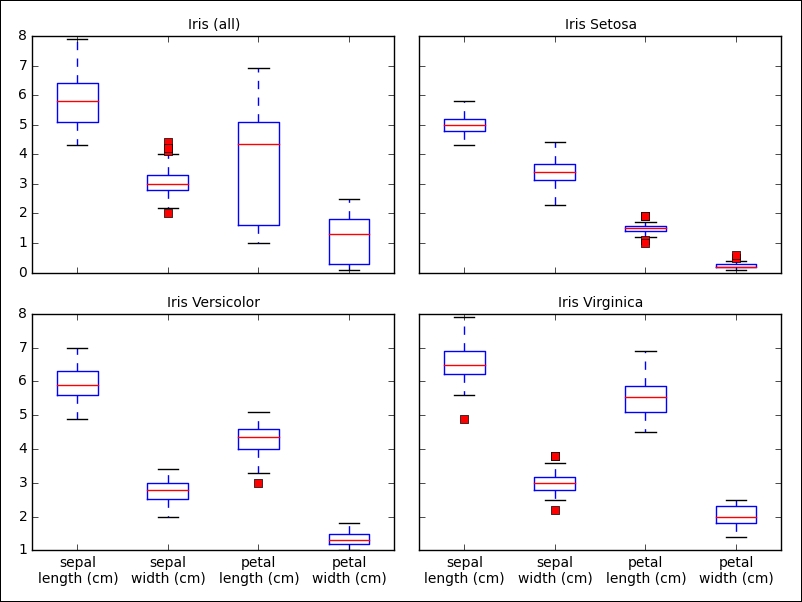 Iris (all)
Iris Setosa
8
7
6
5
4
3
2
1
0
Iris Versicolor
Iris Virginica
8
7
6
5
4
3
2
1
sepal
length (cm)
sepal
width (cm)
petal
length (cm)
petal
width (cm)
sepal
length (cm)
sepal
width (cm)
petal
length (cm)
petal
width (cm)